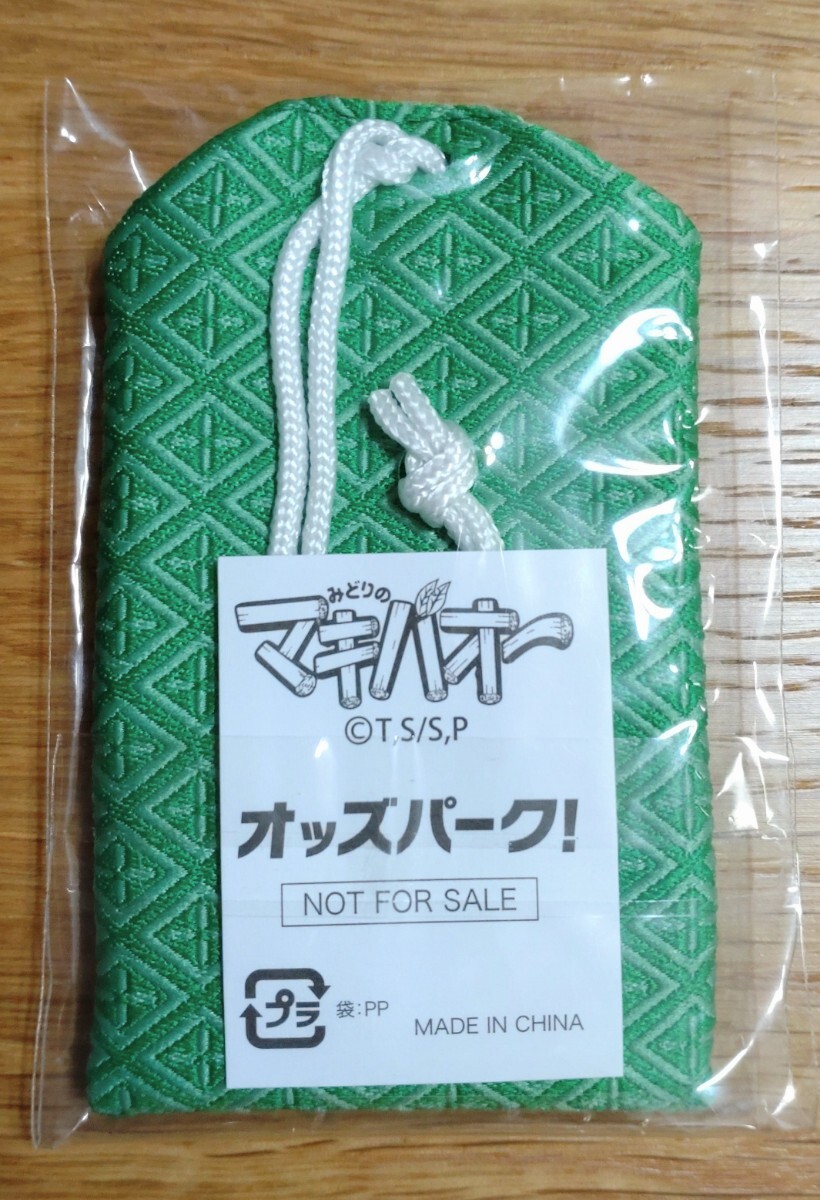 みどりの
マキバオー
©T,S/S,P
オッズパーク!
NOT FOR SALE
プラ 袋:PP
MADE IN CHINA